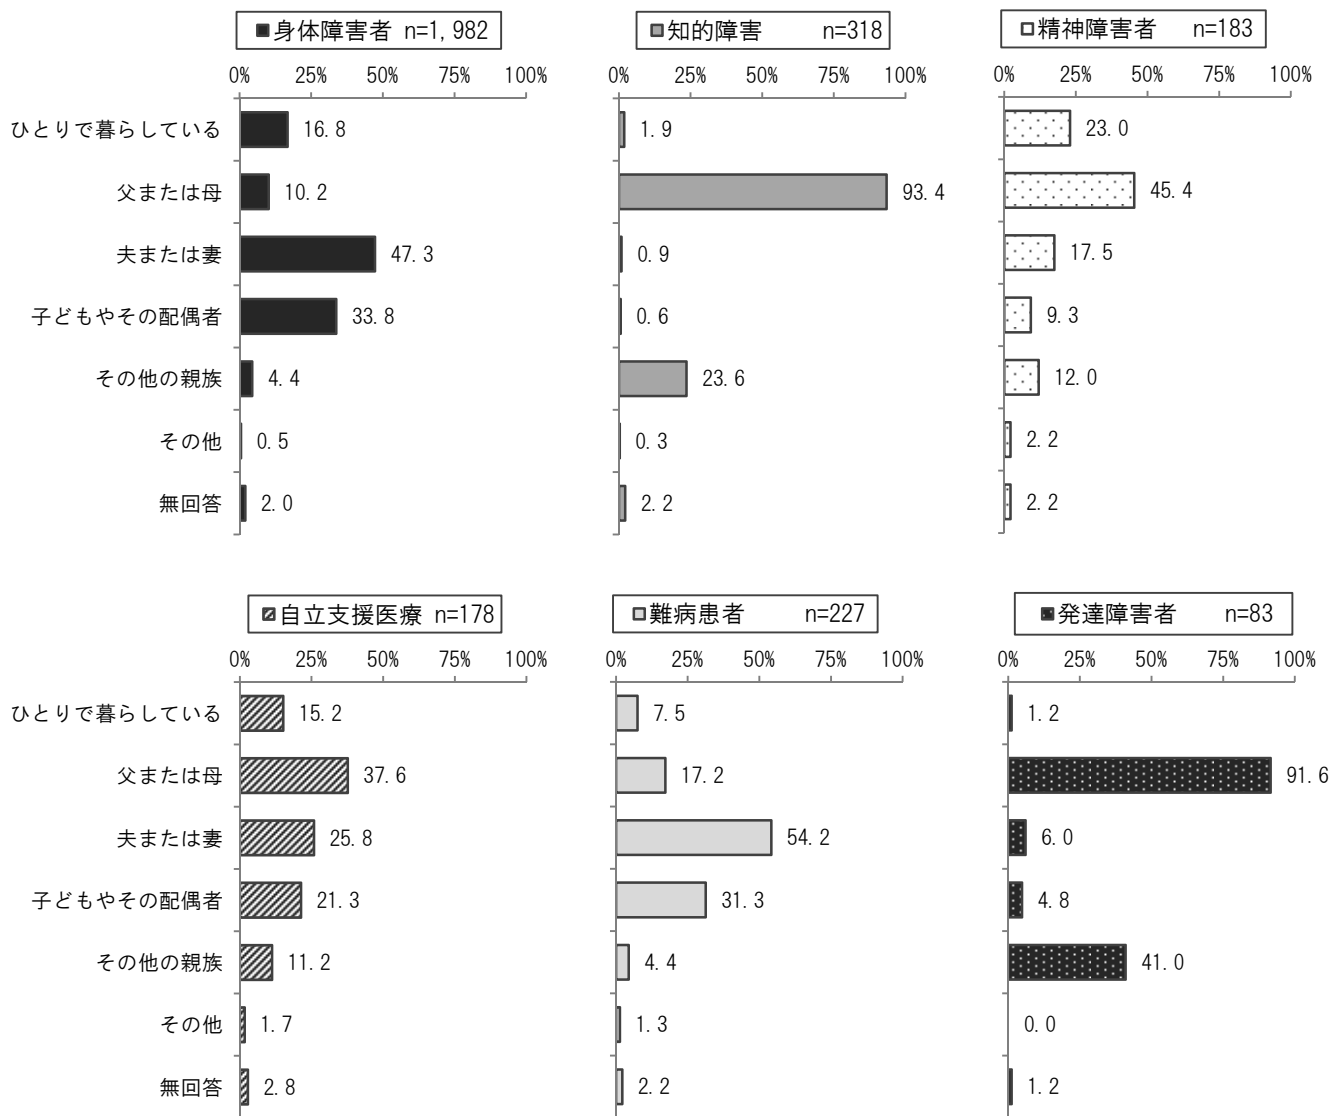 ■身体障害者 n=1,982
0% 25% 50% 75% 100%
ひとりで暮らしている 16.8
父または母 10.2
夫または妻 47.3
子どもやその配偶者 33.8
その他の親族 4.4
その他 0.5
無回答 2.0
知的障害 n=318
0% 25% 50% 75% 100%
1.9
93.4
0.9
0.6
23.6
0.3
2.2
精神障害者 n=183
0% 25% 50% 75% 100%
23.0
45.4
17.5
9.3
12.0
2.2
2.2
自立支援医療 n=178
0% 25% 50% 75% 100%
ひとりで暮らしている 15.2
父または母 37.6
夫または妻 25.8
子どもやその配偶者 21.3
その他の親族 11.2
その他 1.7
無回答 2.8
難病患者 n=227
0% 25% 50% 75% 100%
7.5
17.2
54.2
31.3
4.4
1.3
2.2
発達障害者 n=83
0% 25% 50% 75% 100%
1.2
91.6
6.0
4.8
41.0
0.0
1.2